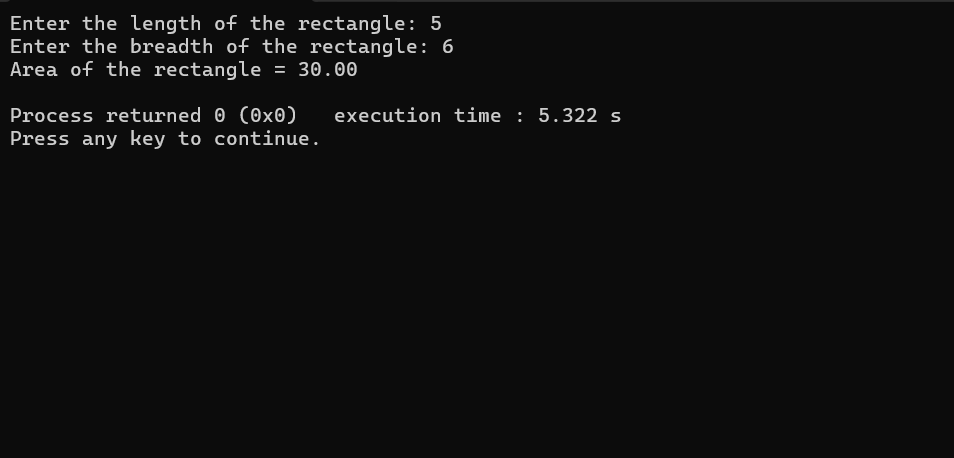 Enter the length of the rectangle: 5
Enter the breadth of the rectangle: 6
Area of the rectangle = 30.00
Process returned 0 (0x0)   execution time : 5.322 s
Press any key to continue.